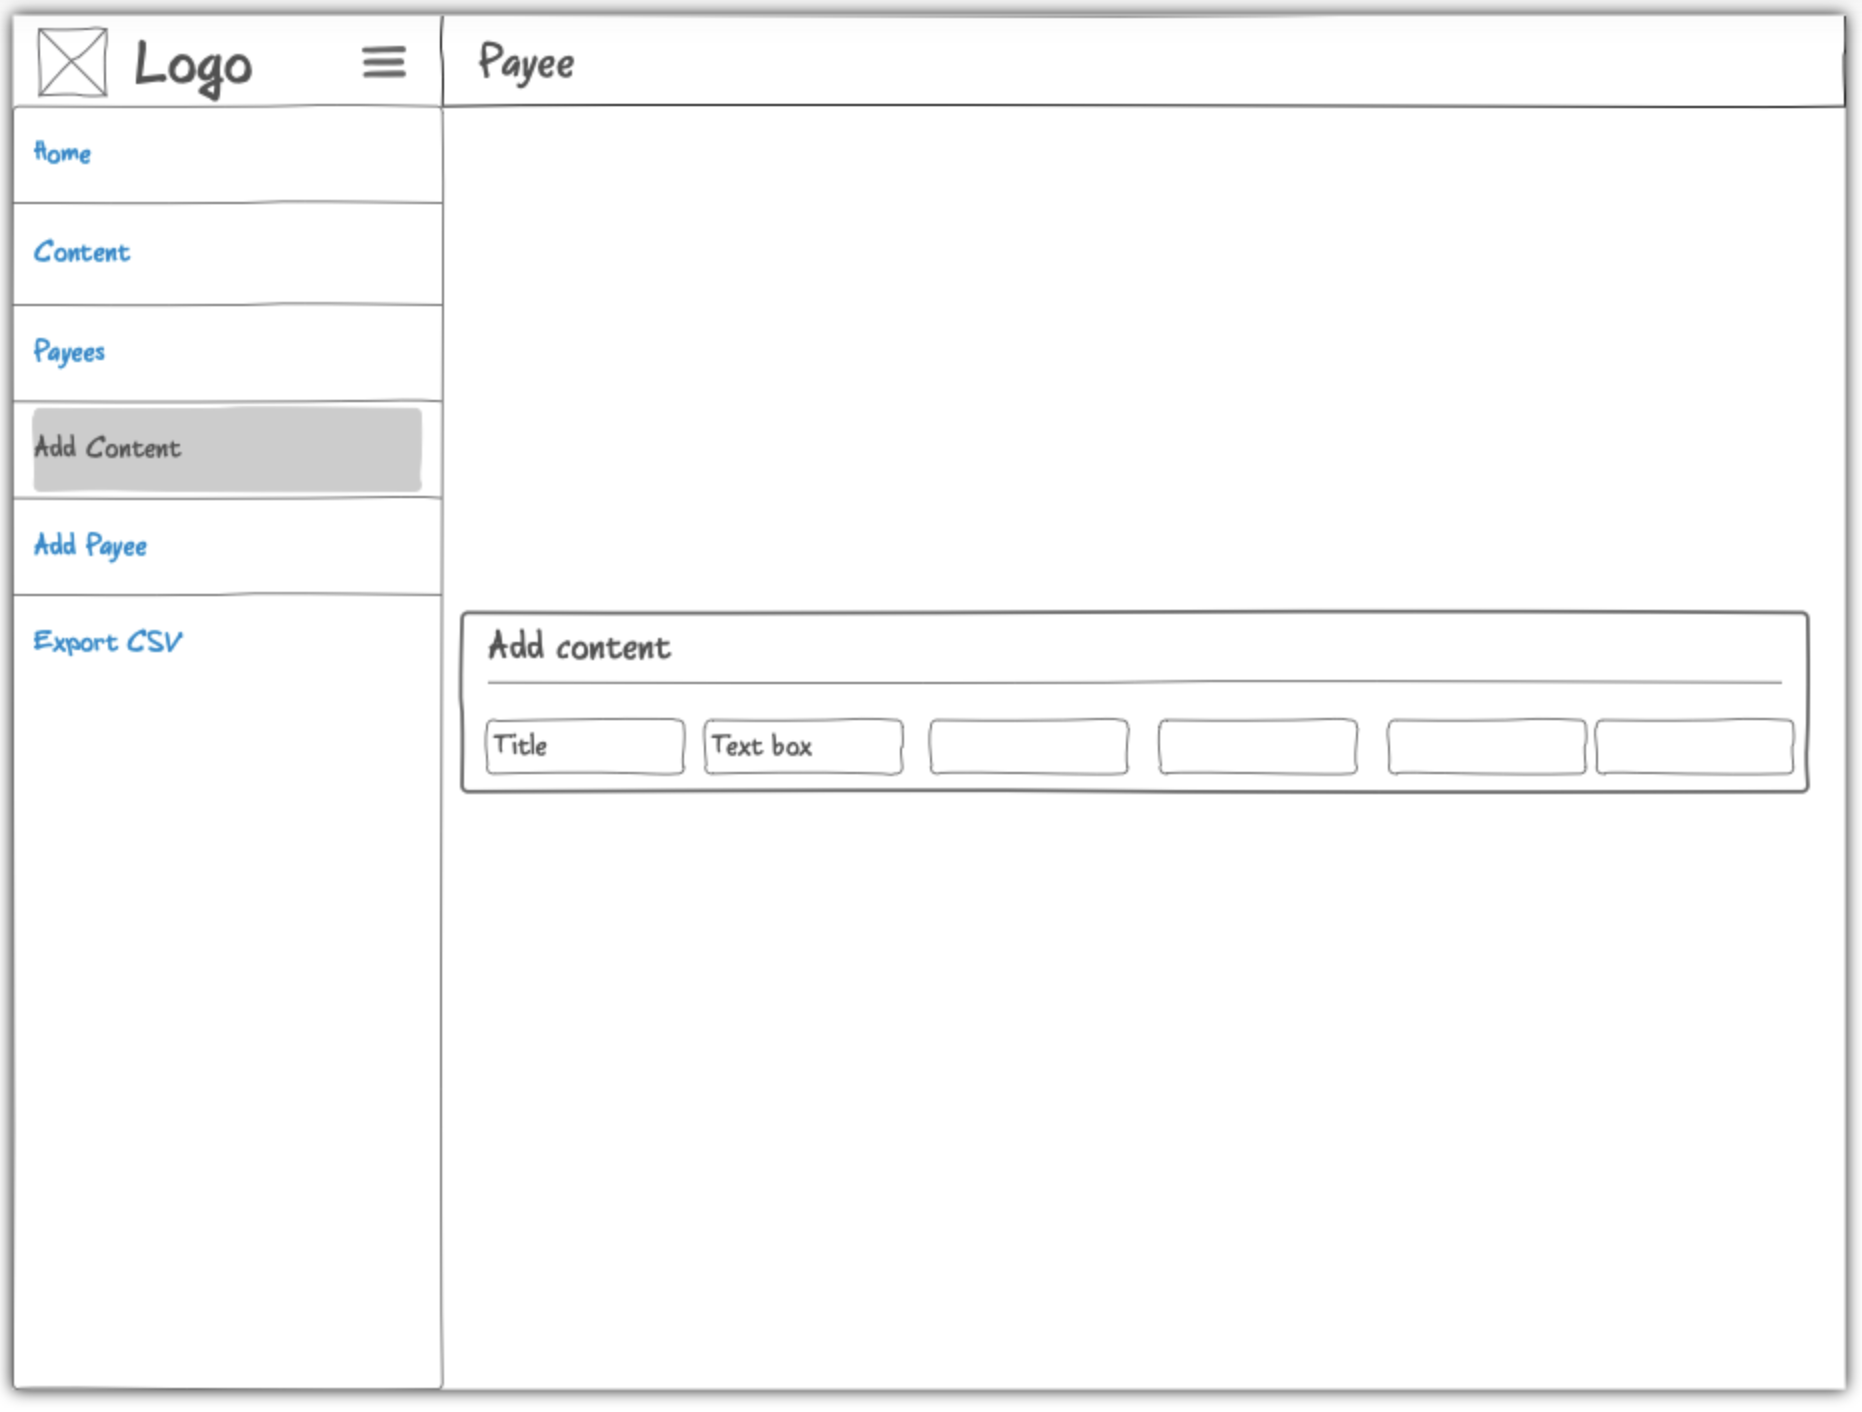 Logo
Payee
Home
Content
Payees
Add Content
Add Payee
Export CSV
Add content
Title
Text box